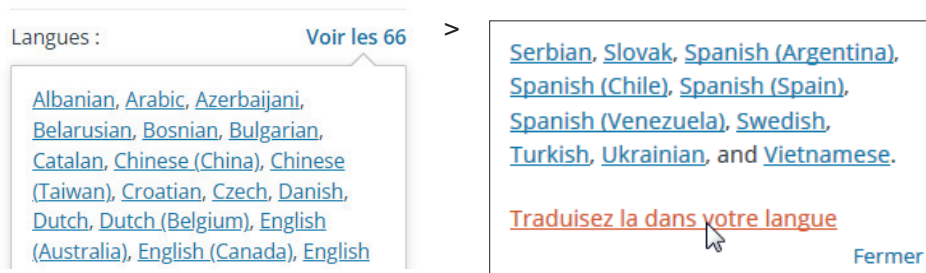 Langues :
Voir les 66
Albanian, Arabic, Azerbaijani,
Belarusian, Bosnian, Bulgarian,
Catalan, Chinese (China), Chinese
(Taiwan), Croatian, Czech, Danish,
Dutch, Dutch (Belgium), English
(Australia), English (Canada), English
>
Serbian, Slovak, Spanish (Argentina),
Spanish (Chile), Spanish (Spain),
Spanish (Venezuela), Swedish,
Turkish, Ukrainian, and Vietnamese.
Traduisez la dans votre langue
Fermer